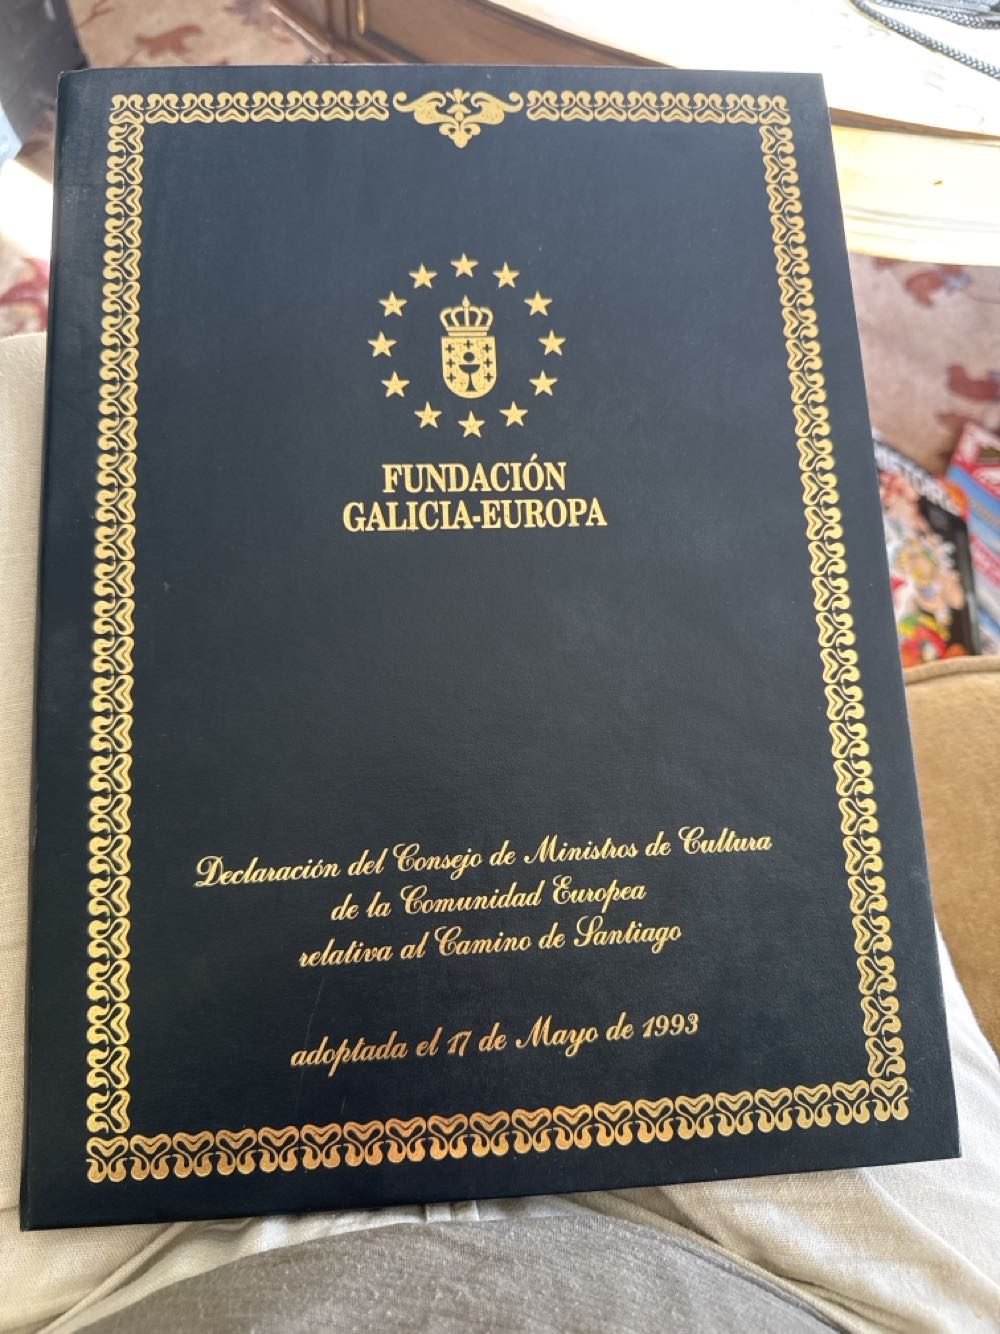 FUNDACIÓN
GALICIA-EUROPA
Declaración del Consejo de Ministros de Cultura
de la Comunidad Europea
relativa al Camino de Santiago
adoptada el 17 de Mayo de 1993